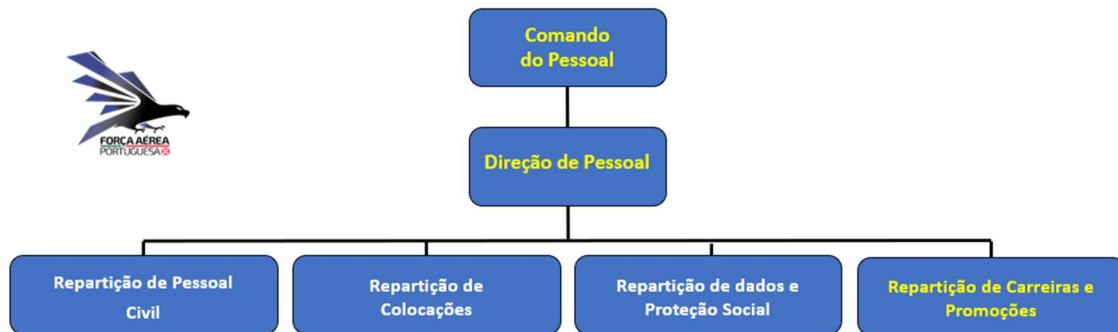 Comando
do Pessoal
FORÇA AÉREA
PORTUGUESA
Direção de Pessoal
Repartição de Pessoal
Civil
Repartição de
Colocações
Repartição de dados e
Proteção Social
Repartição de Carreiras e
Promoções